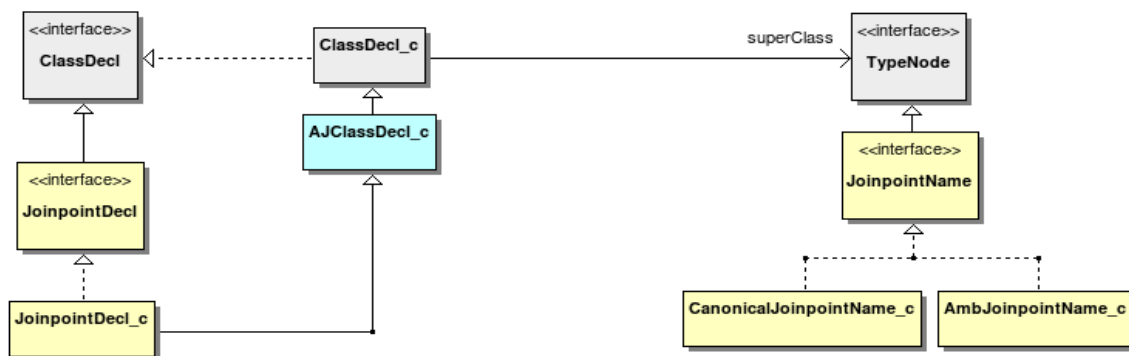 <<interface>>
ClassDecl
ClassDecl_c
superClass
<<interface>>
TypeNode
AJClassDecl_c
<<interface>>
JoinpointDecl
<<interface>>
JoinpointName
JoinpointDecl_c
CanonicalJoinpointName_c
AmbJoinpointName_c